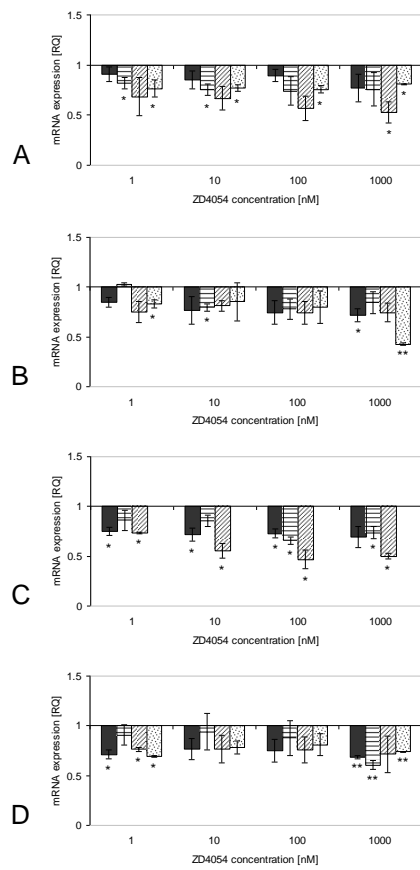 1.5
1
0.5
0
mRNA expression [RQ]
* * * * * * *
1 10 100 1000
ZD4054 concentration [nM]
A
1.5
1
0.5
0
mRNA expression [RQ]
* * * **
1 10 100 1000
ZD4054 concentration [nM]
B
1.5
1
0.5
0
mRNA expression [RQ]
* * * * * * * * *
1 10 100 1000
ZD4054 concentration [nM]
C
1.5
1
0.5
0
mRNA expression [RQ]
* * * ** ** **
1 10 100 1000
ZD4054 concentration [nM]
D